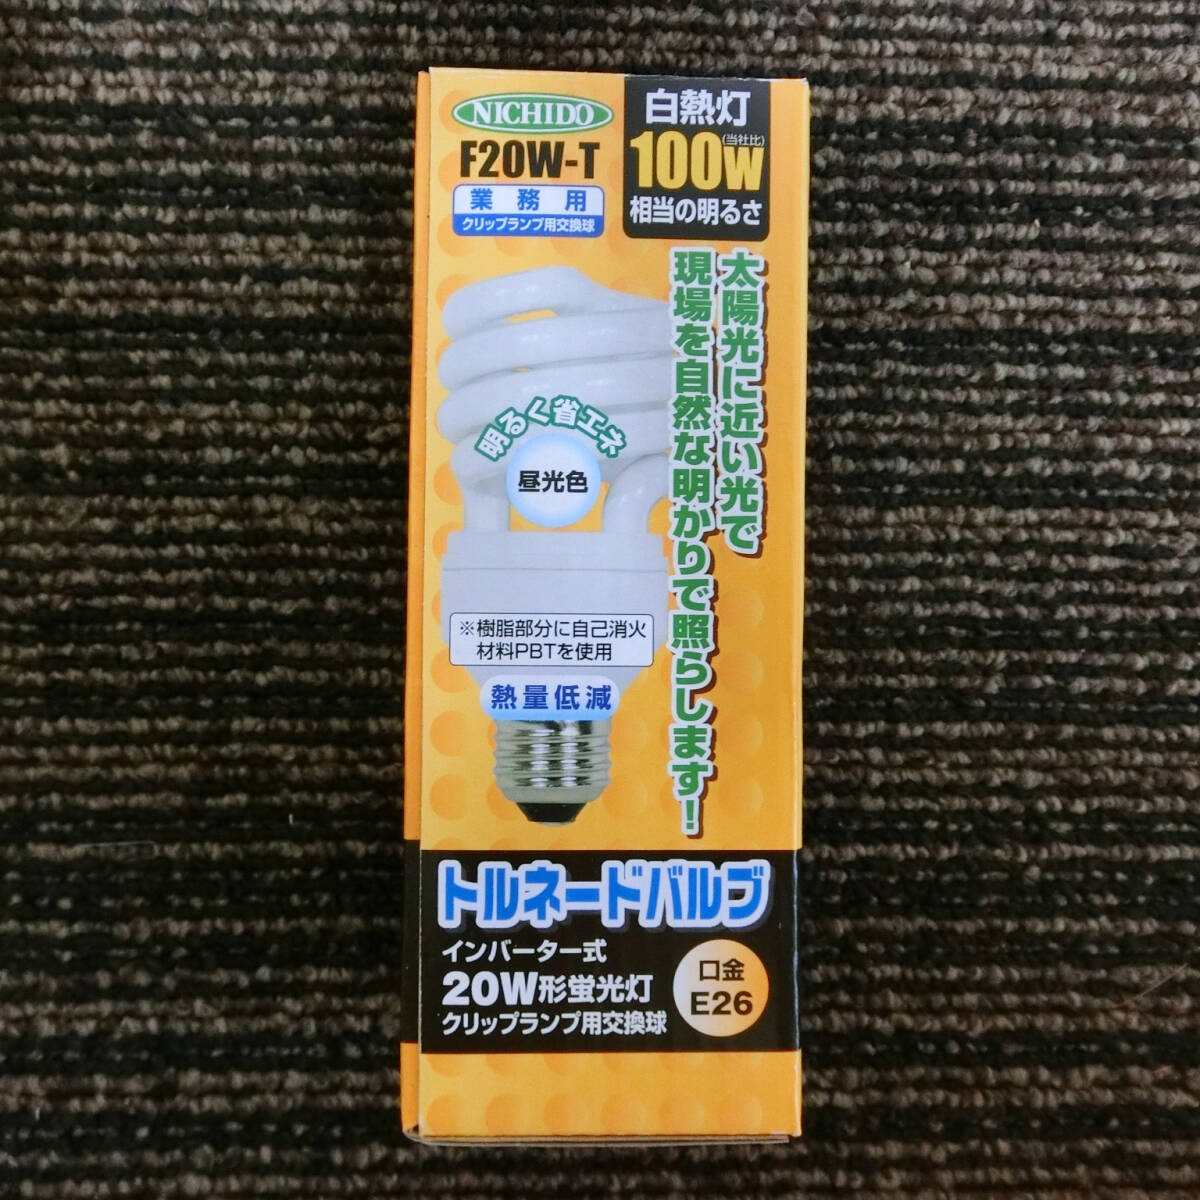 NICHIDO
F20W-T
業務用
クリップランプ用交換球
白熱灯
(当社比)
100W
相当の明るさ
太陽光に近い光で
現場を自然な明かりで照らします!
明るく省エネ
昼光色
※樹脂部分に自己消火
材料PBTを使用
熱量低減
トルネードバルブ
インバーター式
20W形蛍光灯
クリップランプ用交換球
口金
E26